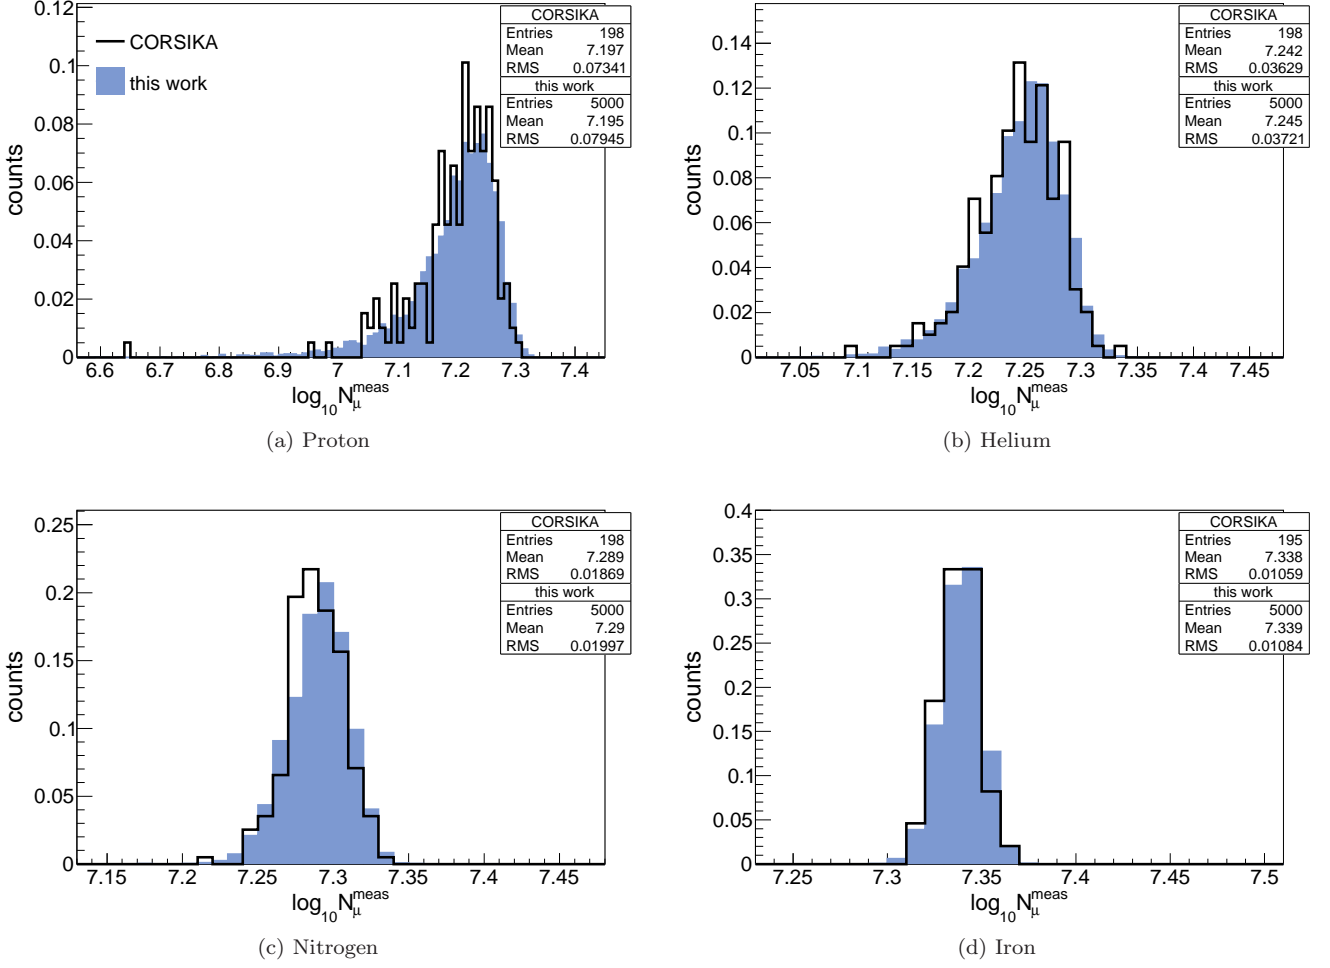 CORSIKA
this work
CORSIKA
Entries 198
Mean 7.197
RMS 0.07341
this work
Entries 5000
Mean 7.195
RMS 0.07945
counts
0.12
0.1
0.08
0.06
0.04
0.02
0
6.6 6.7 6.8 6.9 7 7.1 7.2 7.3 7.4
log₁₀N_μ^meas
(a) Proton
CORSIKA
Entries 198
Mean 7.242
RMS 0.03629
this work
Entries 5000
Mean 7.245
RMS 0.03721
counts
0.14
0.12
0.1
0.08
0.06
0.04
0.02
0
7.05 7.1 7.15 7.2 7.25 7.3 7.35 7.4 7.45
log₁₀N_μ^meas
(b) Helium
CORSIKA
Entries 198
Mean 7.289
RMS 0.01869
this work
Entries 5000
Mean 7.29
RMS 0.01997
counts
0.25
0.2
0.15
0.1
0.05
0
7.15 7.2 7.25 7.3 7.35 7.4 7.45
log₁₀N_μ^meas
(c) Nitrogen
CORSIKA
Entries 195
Mean 7.338
RMS 0.01059
this work
Entries 5000
Mean 7.339
RMS 0.01084
counts
0.4
0.35
0.3
0.25
0.2
0.15
0.1
0.05
0
7.25 7.3 7.35 7.4 7.45 7.5
log₁₀N_μ^meas
(d) Iron